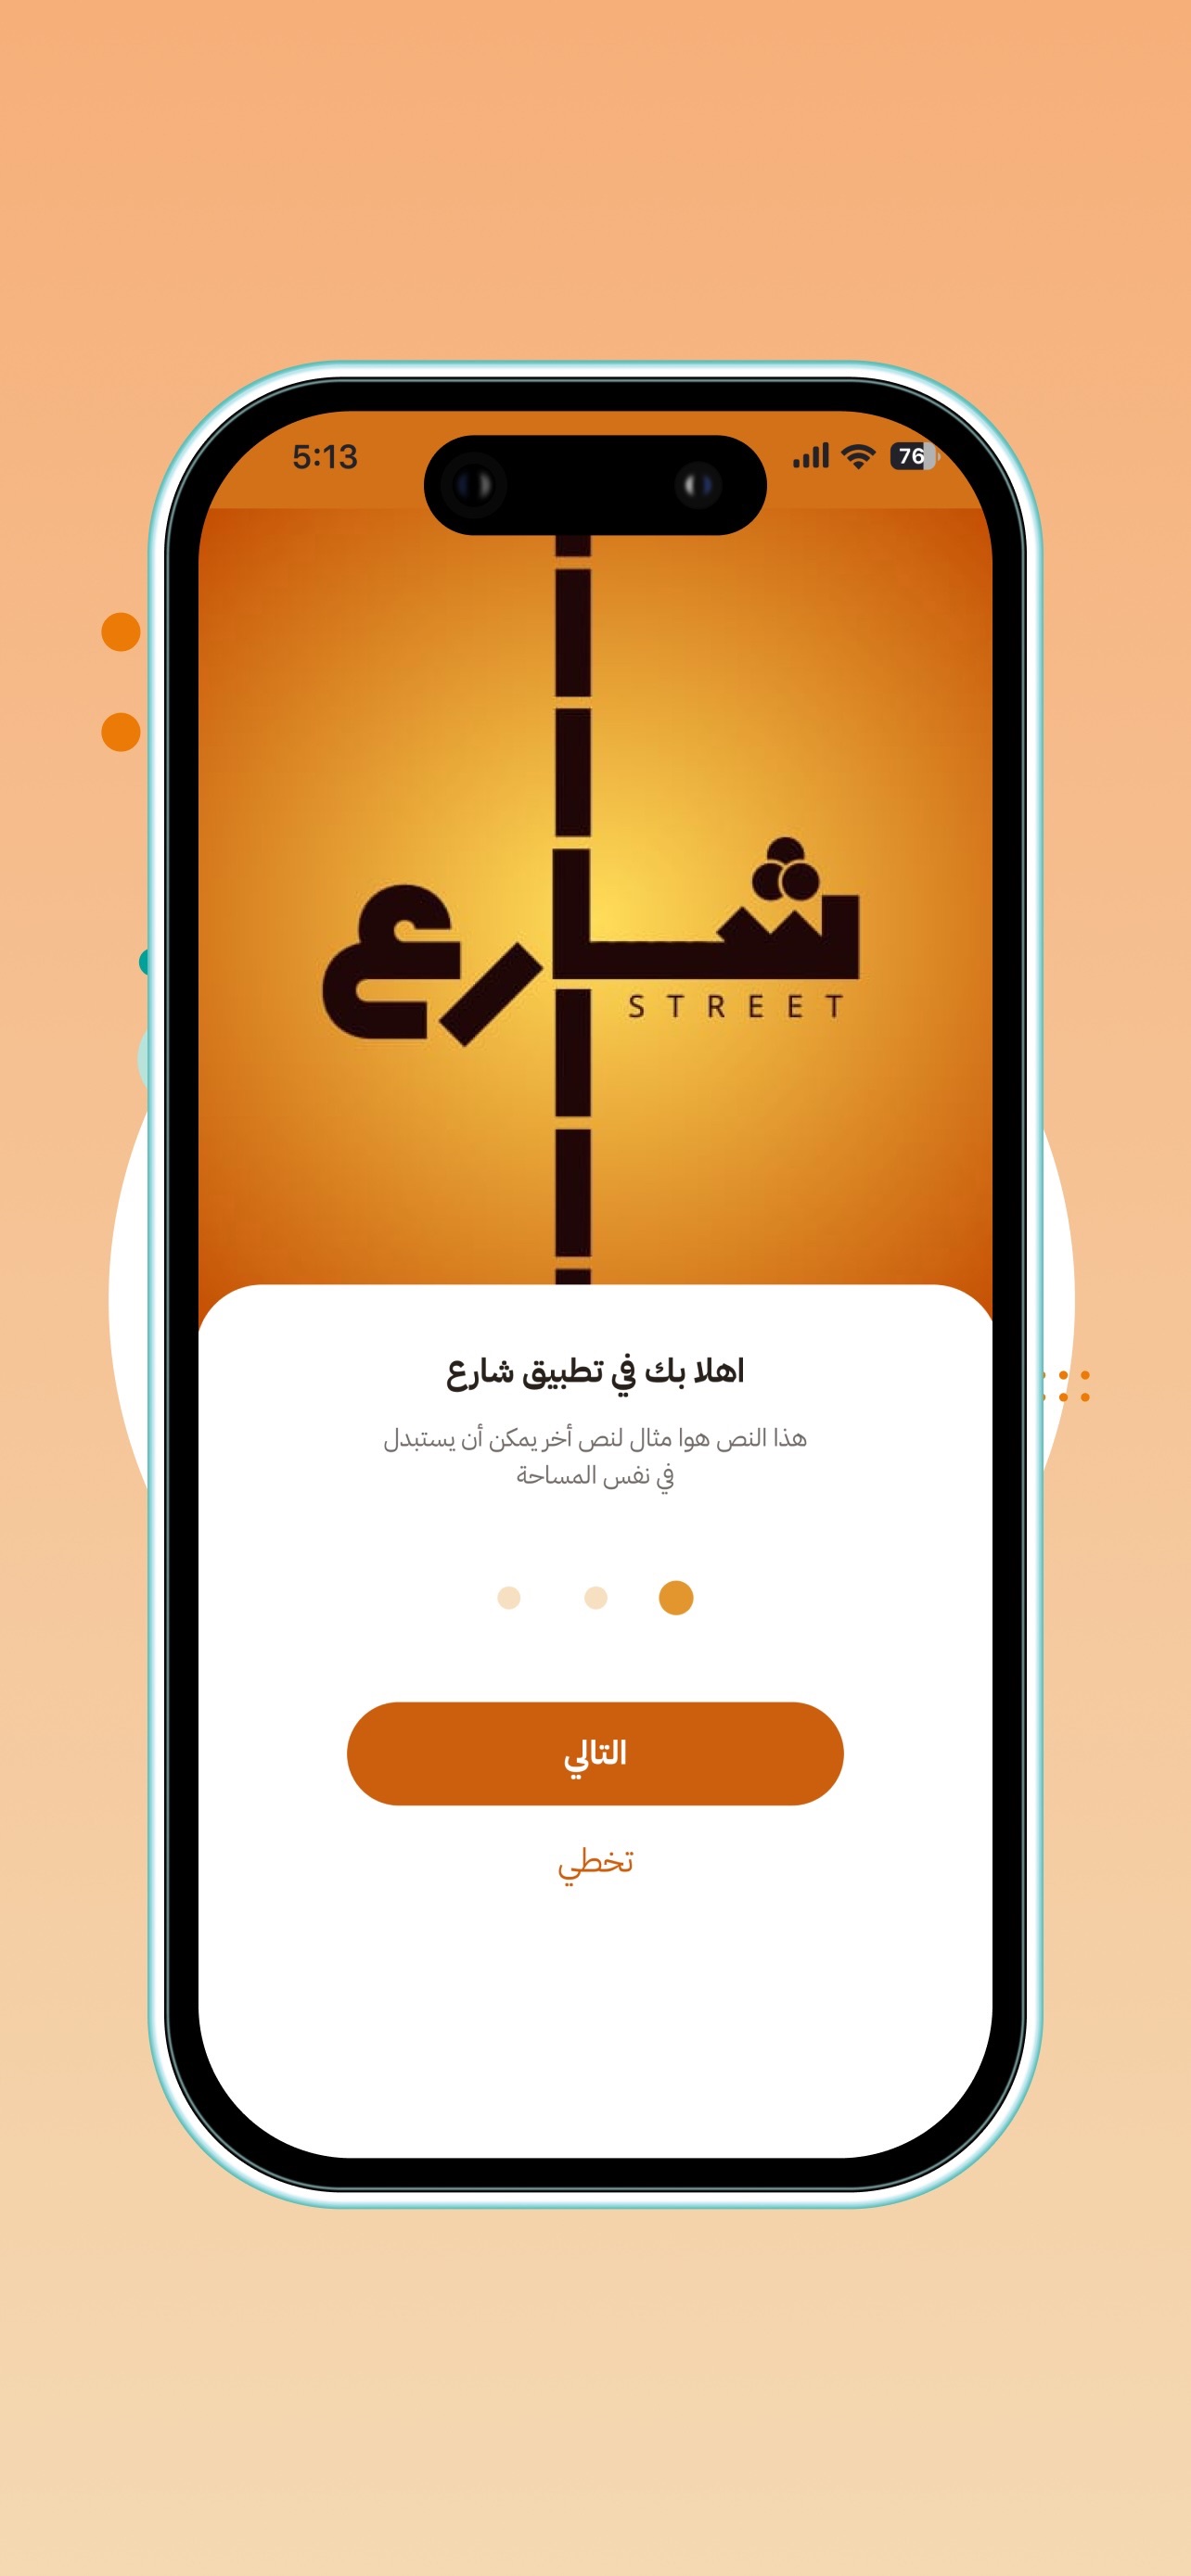 5:13
76
شارع
STREET
اهلا بك في تطبيق شارع
هذا النص هوا مثال لنص أخر يمكن أن يستبدل
في نفس المساحة
التالي
تخطي